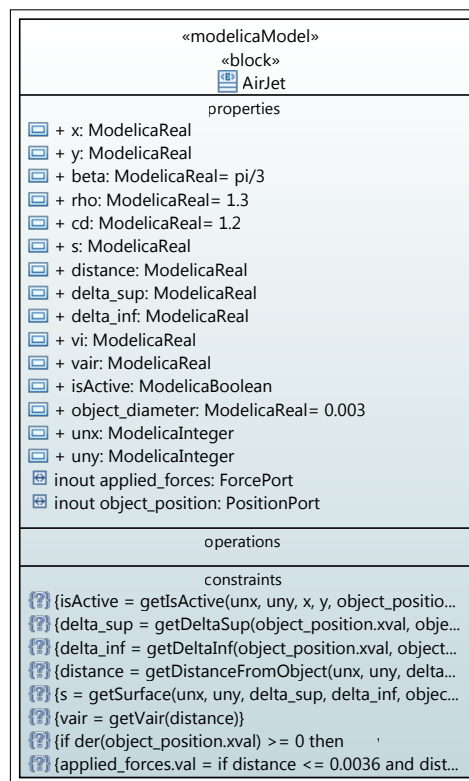 «modelicaModel»
«block»
AirJet
properties
+ x: ModelicaReal
+ y: ModelicaReal
+ beta: ModelicaReal= pi/3
+ rho: ModelicaReal= 1.3
+ cd: ModelicaReal= 1.2
+ s: ModelicaReal
+ distance: ModelicaReal
+ delta_sup: ModelicaReal
+ delta_inf: ModelicaReal
+ vi: ModelicaReal
+ vair: ModelicaReal
+ isActive: ModelicaBoolean
+ object_diameter: ModelicaReal= 0.003
+ unx: ModelicaInteger
+ uny: ModelicaInteger
inout applied_forces: ForcePort
inout object_position: PositionPort
operations
constraints
{?} {isActive = getIsActive(unx, uny, x, y, object_positio...
{?} {delta_sup = getDeltaSup(object_position.xval, obje...
{?} {delta_inf = getDeltaInf(object_position.xval, object...
{?} {distance = getDistanceFromObject(unx, uny, delta...
{?} {s = getSurface(unx, uny, delta_sup, delta_inf, objec...
{?} {vair = getVair(distance)}
{?} {if der(object_position.xval) >= 0 then
{?} {applied_forces.val = if distance <= 0.0036 and dist...